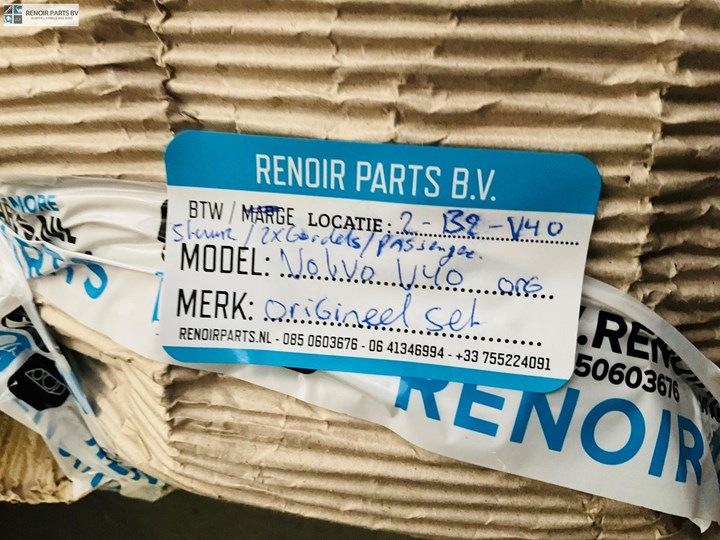 RENOIR PARTS BV
RENOIR PARTS B.V.
BTW / MARGE LOCATIE: 2-B2-V40
Stuur / 2x Gordels / passagier.
MODEL: Volvo V40 org
MERK: origineel set
RENOIRPARTS.NL - 085 0603676 - 06 41346994 - +33 755224091
50603676
RENOIR